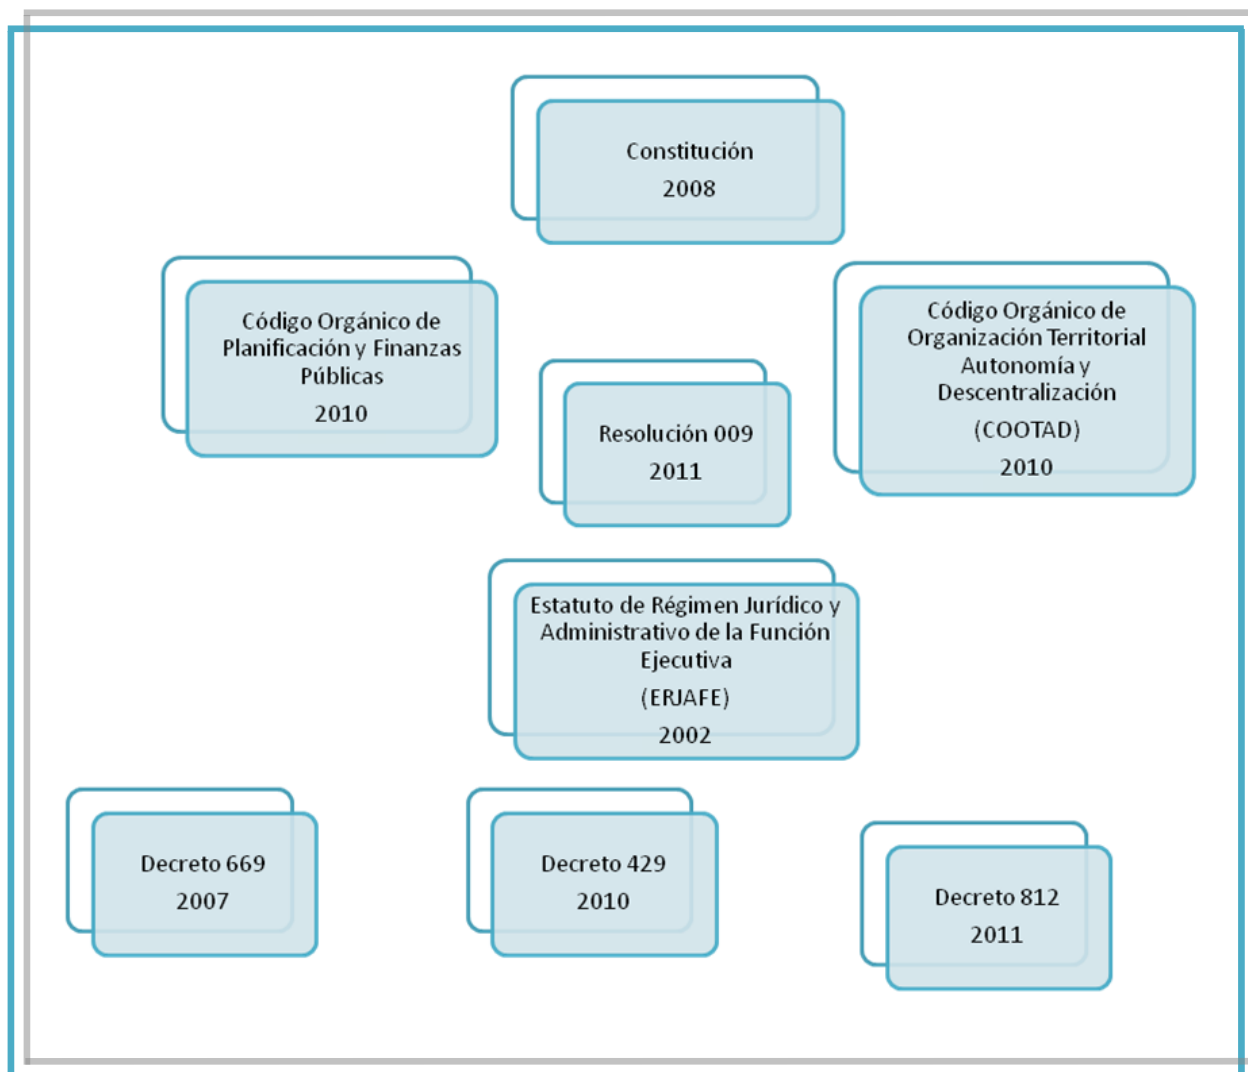 Constitución
2008
Código Orgánico de
Planificación y Finanzas
Públicas
2010
Código Orgánico de
Organización Territorial
Autonomía y
Descentralización
(COOTAD)
2010
Resolución 009
2011
Estatuto de Régimen Jurídico y
Administrativo de la Función
Ejecutiva
(ERJAFE)
2002
Decreto 669
2007
Decreto 429
2010
Decreto 812
2011